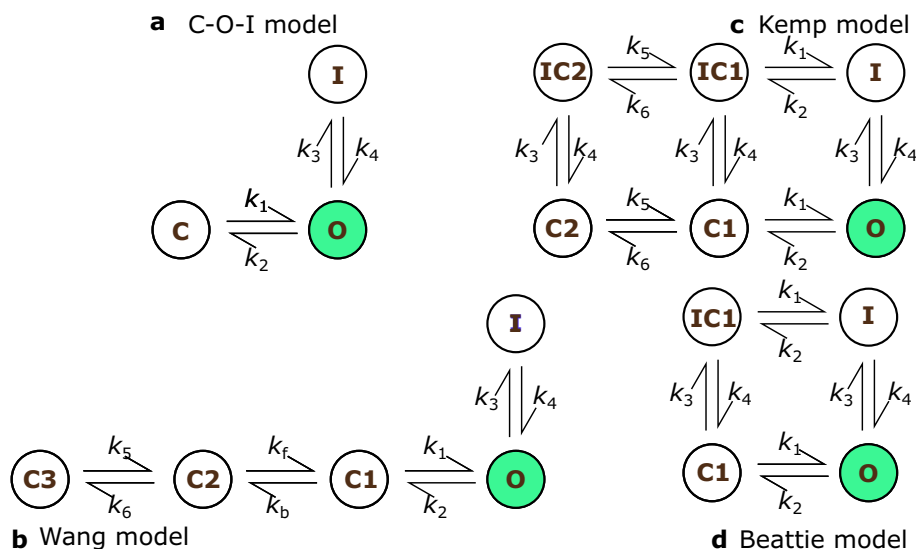 a C-O-I model
I
k3 k4
k1
C O
k2
c Kemp model
k5 k1
IC2 IC1 I
k6 k2
k3 k4 k3 k4 k3 k4
k5 k1
C2 C1 O
k6 k2
I
k3 k4
k5 kf k1
C3 C2 C1 O
k6 kb k2
b Wang model
k1
IC1 I
k2
k3 k4 k3 k4
k1
C1 O
k2
d Beattie model